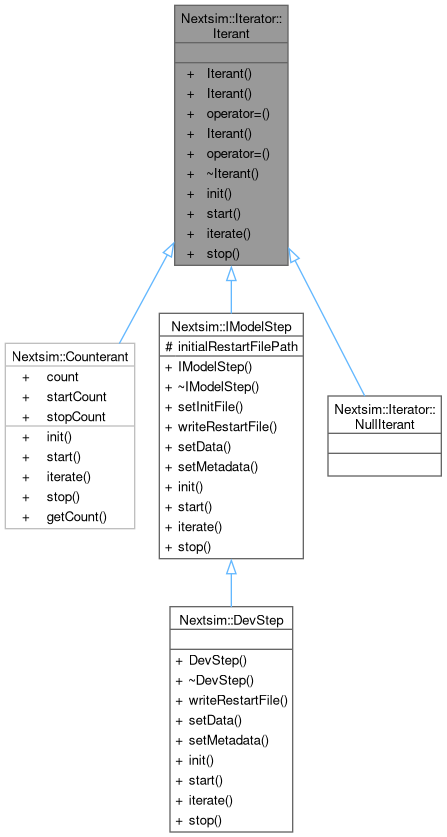 Nextsim::Iterator::
Iterant
+ Iterant()
+ Iterant()
+ operator=()
+ Iterant()
+ operator=()
+ ~Iterant()
+ init()
+ start()
+ iterate()
+ stop()
Nextsim::Counterant
+ count
+ startCount
+ stopCount
+ init()
+ start()
+ iterate()
+ stop()
+ getCount()
Nextsim::IModelStep
# initialRestartFilePath
+ IModelStep()
+ ~IModelStep()
+ setInitFile()
+ writeRestartFile()
+ setData()
+ setMetadata()
+ init()
+ start()
+ iterate()
+ stop()
Nextsim::Iterator::
NullIterant
Nextsim::DevStep
+ DevStep()
+ ~DevStep()
+ writeRestartFile()
+ setData()
+ setMetadata()
+ init()
+ start()
+ iterate()
+ stop()